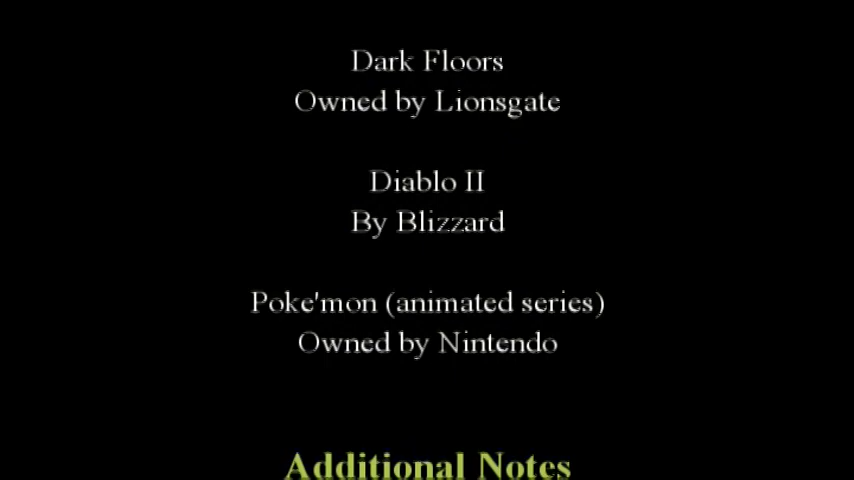 Dark Floors
Owned by Lionsgate
Diablo II
By Blizzard
Poke'mon (animated series)
Owned by Nintendo
Additional Notes